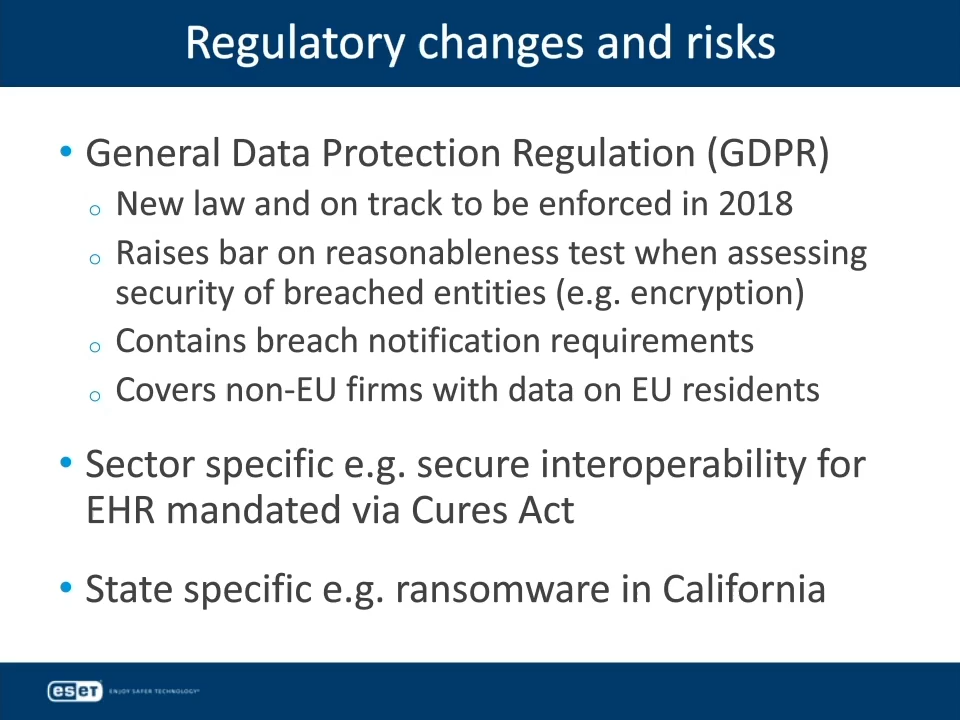 Regulatory changes and risks
• General Data Protection Regulation (GDPR)
o New law and on track to be enforced in 2018
o Raises bar on reasonableness test when assessing
security of breached entities (e.g. encryption)
o Contains breach notification requirements
o Covers non-EU firms with data on EU residents
• Sector specific e.g. secure interoperability for
EHR mandated via Cures Act
• State specific e.g. ransomware in California
eset ENJOY SAFER TECHNOLOGY™